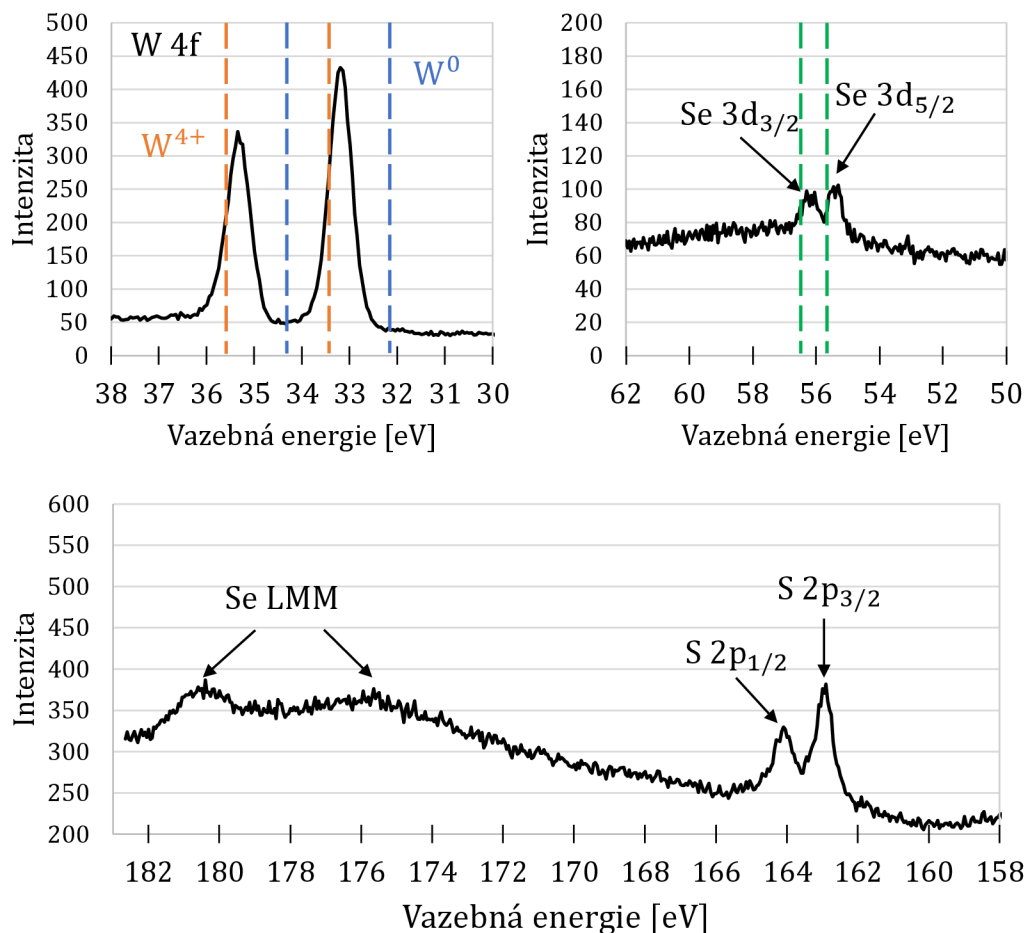 W 4f
W⁰
W⁴⁺
Intenzita
500
450
400
350
300
250
200
150
100
50
0
38 37 36 35 34 33 32 31 30
Vazebná energie [eV]
Se 3d₃/₂
Se 3d₅/₂
Intenzita
200
180
160
140
120
100
80
60
40
20
0
62 60 58 56 54 52 50
Vazebná energie [eV]
Se LMM
S 2p₁/₂
S 2p₃/₂
Intenzita
600
550
500
450
400
350
300
250
200
182 180 178 176 174 172 170 168 166 164 162 160 158
Vazebná energie [eV]